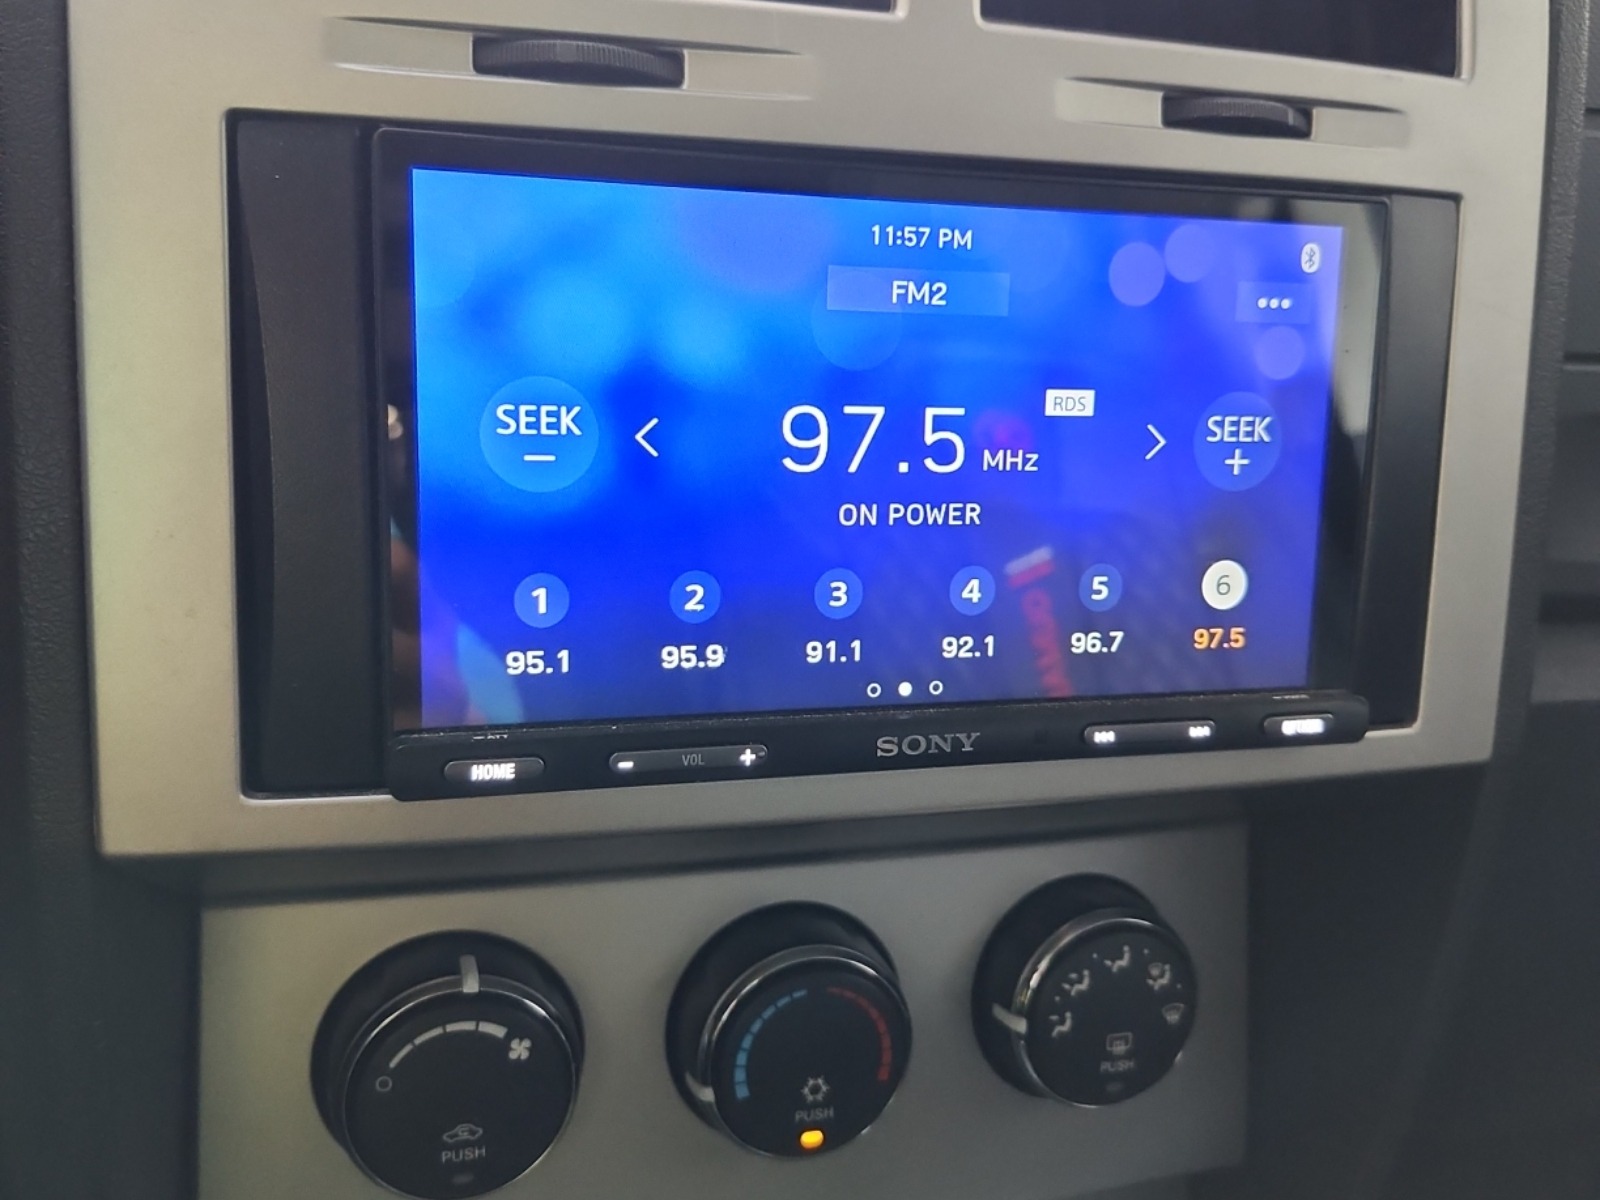 11:57 PM
FM2
•••
SEEK
−
<
97.5 MHz
RDS
>
SEEK
+
ON POWER
1 2 3 4 5 6
95.1 95.9 91.1 92.1 96.7 97.5
HOME
− VOL +
SONY
PUSH
PUSH
PUSH